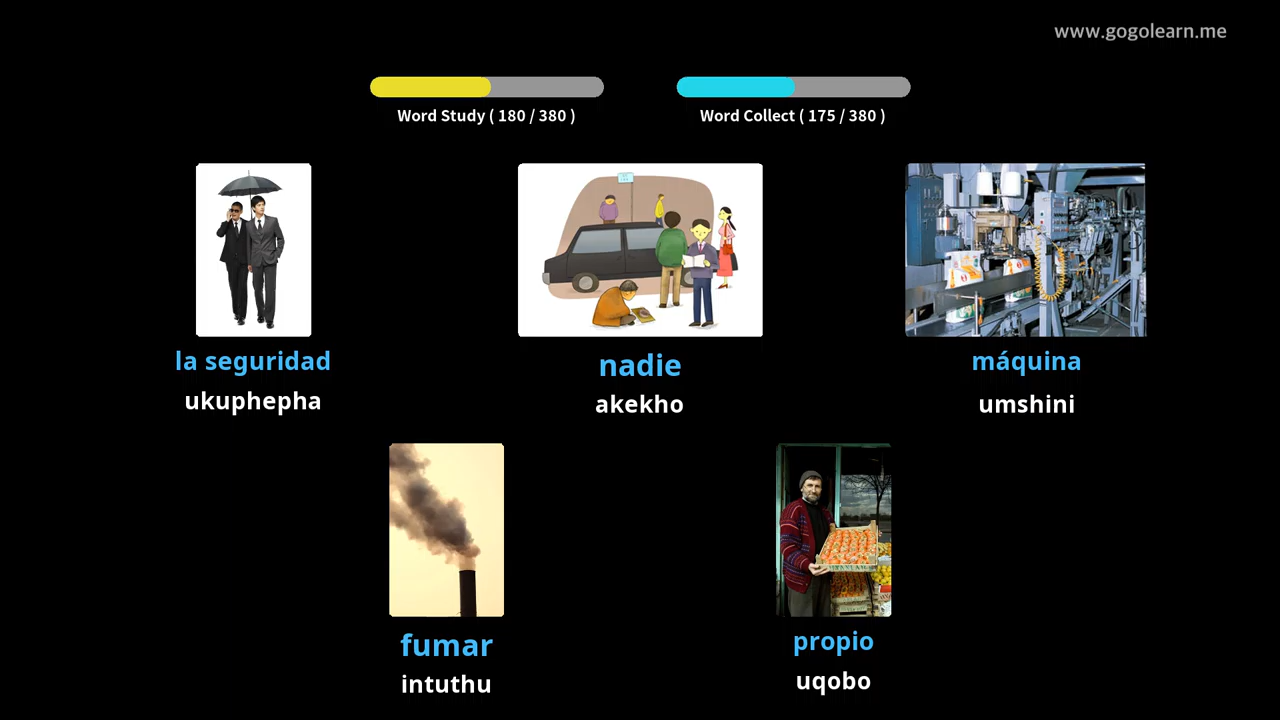 www.gogolearn.me
Word Study ( 180 / 380 )
Word Collect ( 175 / 380 )
la seguridad
ukuphepha
nadie
akekho
máquina
umshini
fumar
intuthu
propio
uqobo